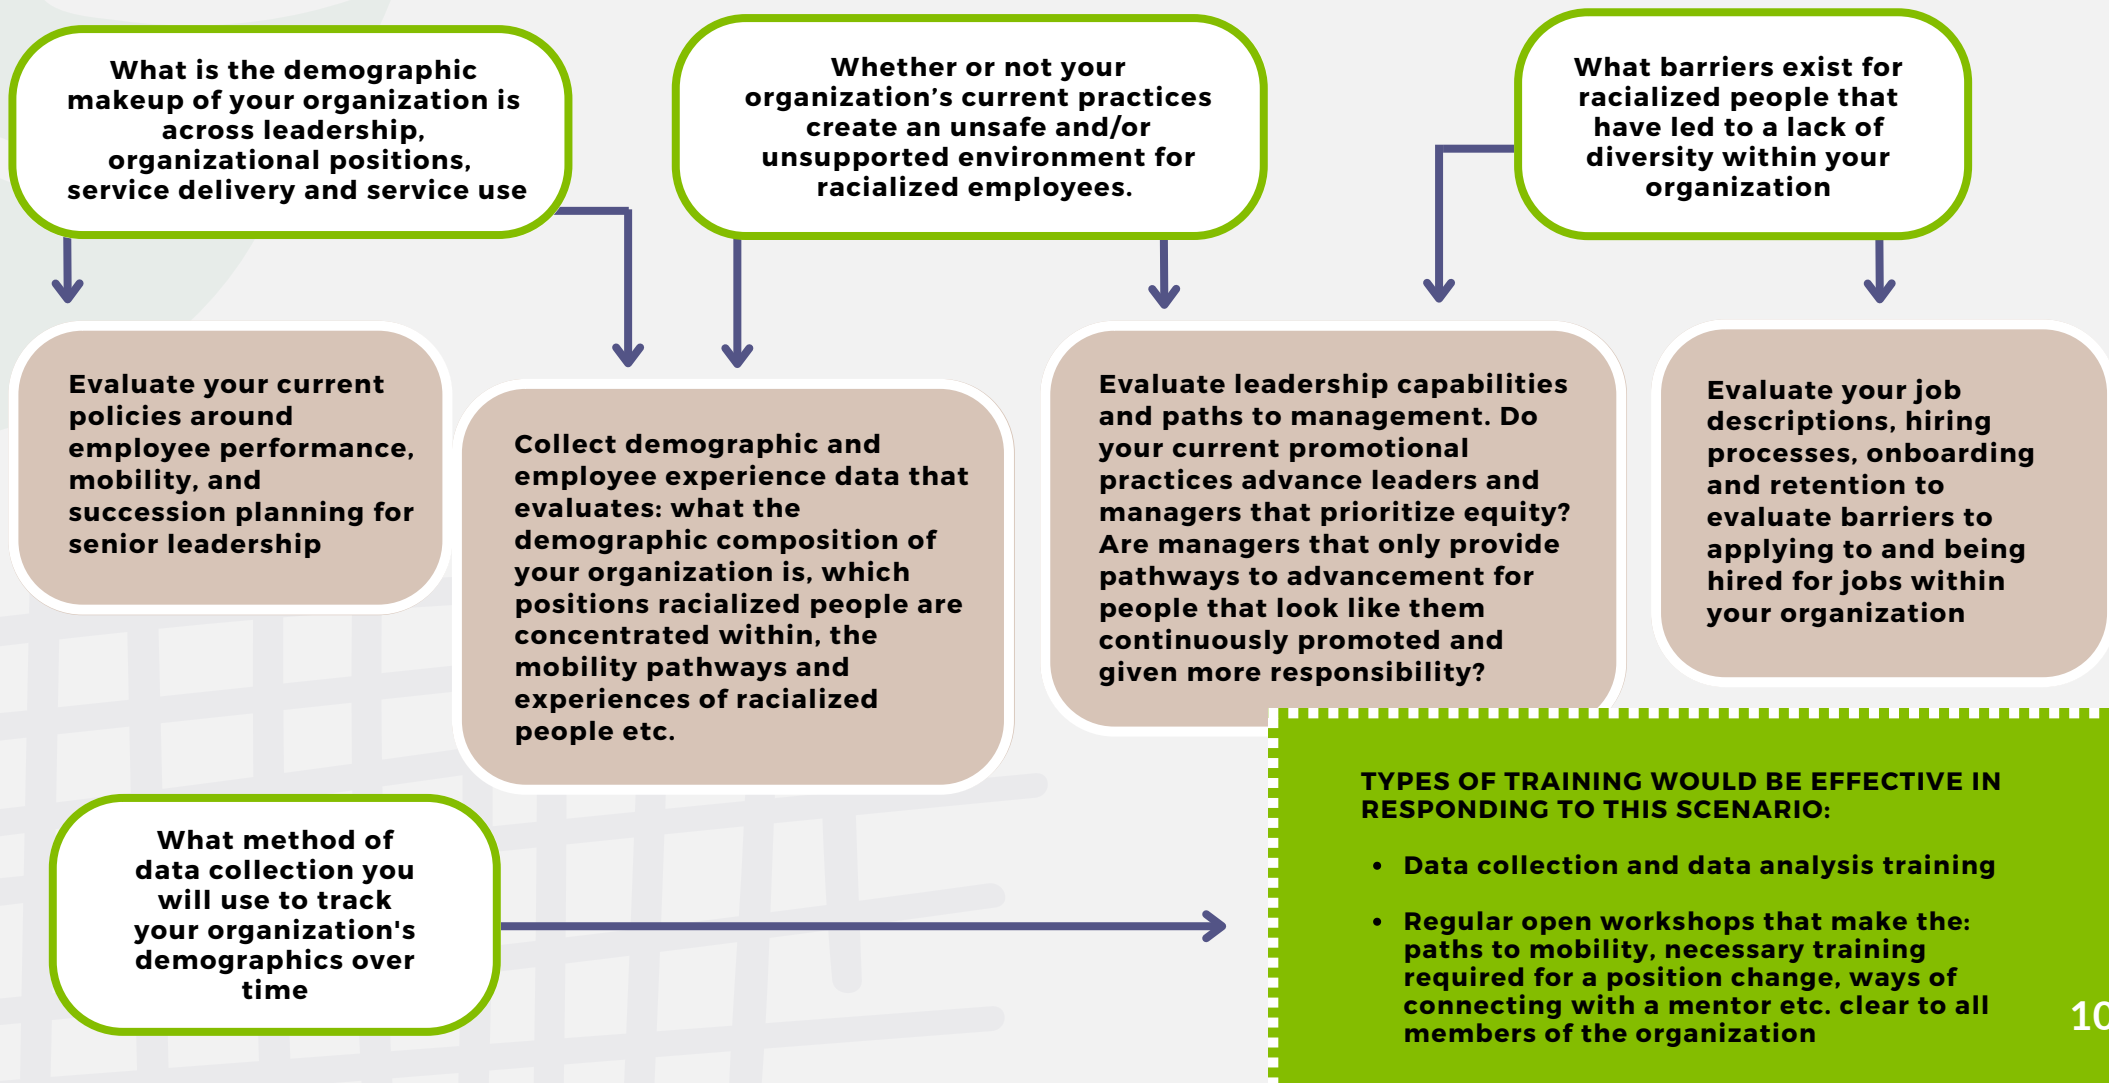 What is the demographic
makeup of your organization is
across leadership,
organizational positions,
service delivery and service use
Whether or not your
organization's current practices
create an unsafe and/or
unsupported environment for
racialized employees.
What barriers exist for
racialized people that
have led to a lack of
diversity within your
organization
Evaluate your current
policies around
employee performance,
mobility, and
succession planning for
senior leadership
Collect demographic and
employee experience data that
evaluates: what the
demographic composition of
your organization is, which
positions racialized people are
concentrated within, the
mobility pathways and
experiences of racialized
people etc.
Evaluate leadership capabilities
and paths to management. Do
your current promotional
practices advance leaders and
managers that prioritize equity?
Are managers that only provide
pathways to advancement for
people that look like them
continuously promoted and
given more responsibility?
Evaluate your job
descriptions, hiring
processes, onboarding
and retention to
evaluate barriers to
applying to and being
hired for jobs within
your organization
What method of
data collection you
will use to track
your organization's
demographics over
time
TYPES OF TRAINING WOULD BE EFFECTIVE IN
RESPONDING TO THIS SCENARIO:
• Data collection and data analysis training
• Regular open workshops that make the:
paths to mobility, necessary training
required for a position change, ways of
connecting with a mentor etc. clear to all
members of the organization
10